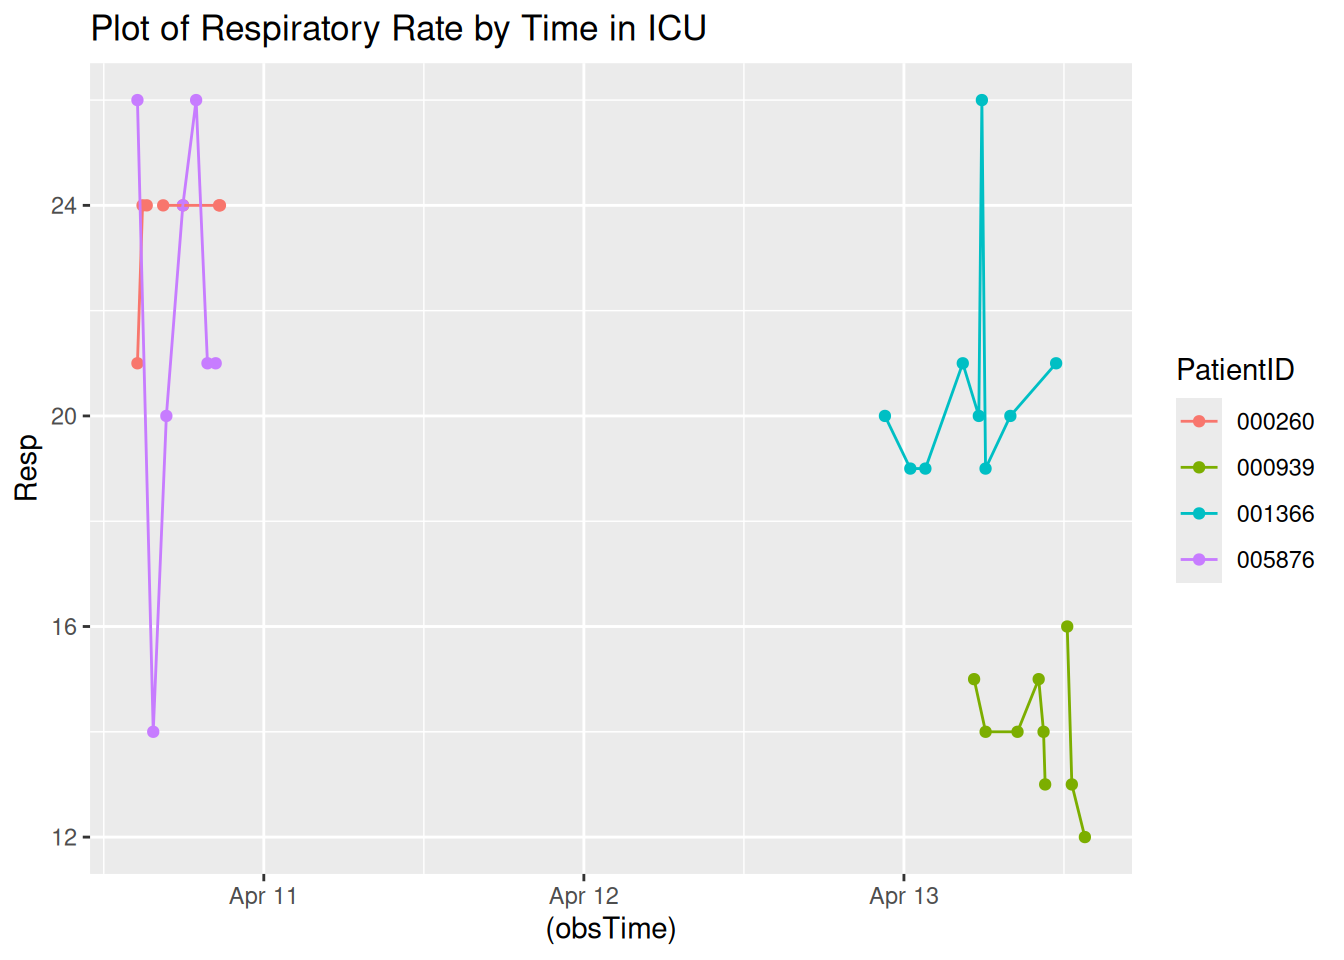 Plot of Respiratory Rate by Time in ICU
24
20
16
12
Resp
Apr 11
Apr 12
Apr 13
(obsTime)
PatientID
000260
000939
001366
005876